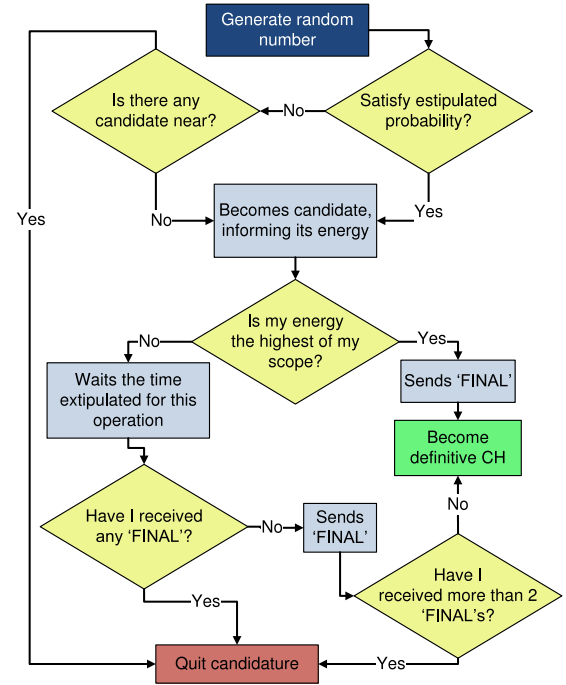 Generate random
number
Is there any
candidate near?
No
Satisfy estipulated
probability?
Yes
No
Becomes candidate,
informing its energy
Yes
Is my energy
the highest of my
scope?
No
Yes
Waits the time
extipulated for this
operation
Sends ‘FINAL’
Become
definitive CH
Have I received
any ‘FINAL’?
No
Sends
‘FINAL’
No
Have I
received more than 2
‘FINAL’s?
Yes
Quit candidature
Yes